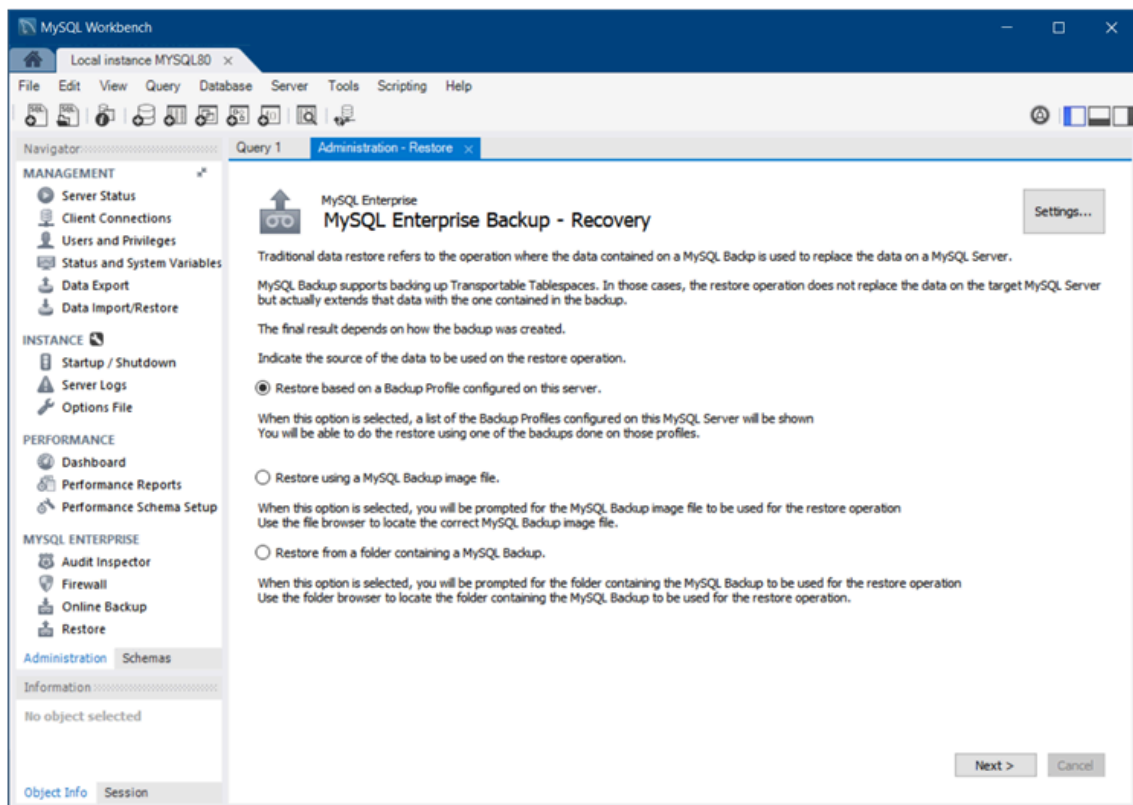 MySQL Workbench
Local instance MYSQL80
File Edit View Query Database Server Tools Scripting Help
Navigator
Query 1
Administration - Restore
MANAGEMENT
Server Status
Client Connections
Users and Privileges
Status and System Variables
Data Export
Data Import/Restore
INSTANCE
Startup / Shutdown
Server Logs
Options File
PERFORMANCE
Dashboard
Performance Reports
Performance Schema Setup
MYSQL ENTERPRISE
Audit Inspector
Firewall
Online Backup
Restore
Administration Schemas
Information
No object selected
Object Info Session
MySQL Enterprise
MySQL Enterprise Backup - Recovery
Settings...
Traditional data restore refers to the operation where the data contained on a MySQL Backp is used to replace the data on a MySQL Server.
MySQL Backup supports backing up Transportable Tablespaces. In those cases, the restore operation does not replace the data on the target MySQL Server
but actually extends that data with the one contained in the backup.
The final result depends on how the backup was created.
Indicate the source of the data to be used on the restore operation.
Restore based on a Backup Profile configured on this server.
When this option is selected, a list of the Backup Profiles configured on this MySQL Server will be shown
You will be able to do the restore using one of the backups done on those profiles.
Restore using a MySQL Backup image file.
When this option is selected, you will be prompted for the MySQL Backup image file to be used for the restore operation
Use the file browser to locate the correct MySQL Backup image file.
Restore from a folder containing a MySQL Backup.
When this option is selected, you will be prompted for the folder containing the MySQL Backup to be used for the restore operation
Use the folder browser to locate the folder containing the MySQL Backup to be used for the restore operation.
Next >
Cancel